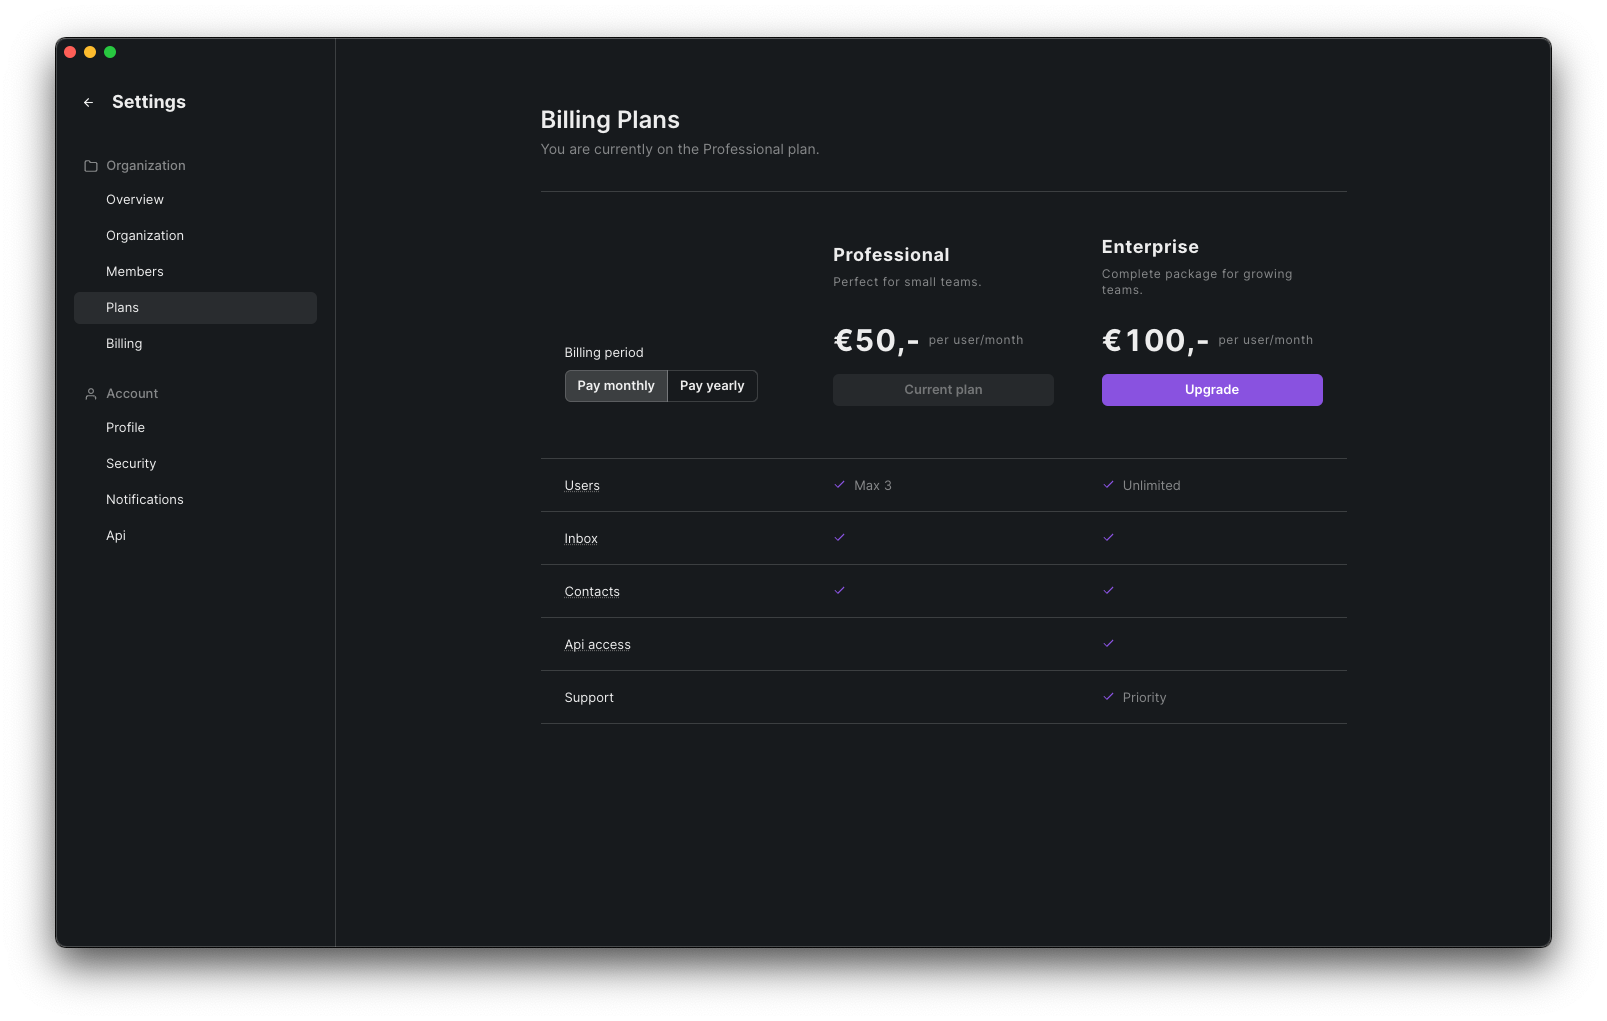 Settings
Organization
Overview
Organization
Members
Plans
Billing
Account
Profile
Security
Notifications
Api
Billing Plans
You are currently on the Professional plan.
Billing period
Pay monthly Pay yearly
Professional
Perfect for small teams.
€50,- per user/month
Current plan
Enterprise
Complete package for growing
teams.
€100,- per user/month
Upgrade
Users Max 3 Unlimited
Inbox
Contacts
Api access
Support Priority